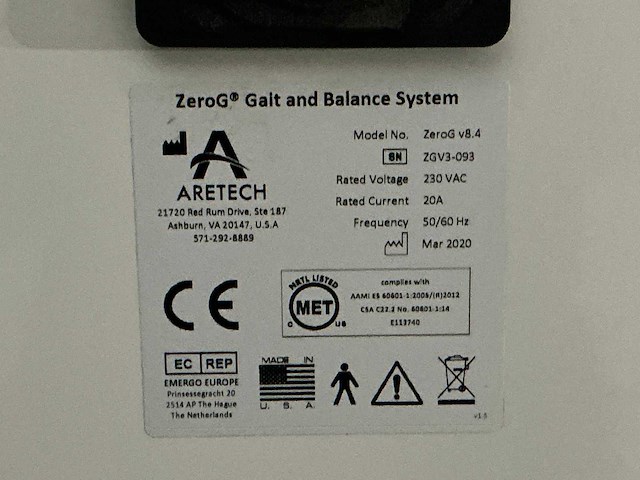 ZeroG® Gait and Balance System
ARETECH
21720 Red Rum Drive, Ste 187
Ashburn, VA 20147, U.S.A
571-292-8889
Model No. ZeroG v8.4
SN ZGV3-093
Rated Voltage 230 VAC
Rated Current 20A
Frequency 50/60 Hz
Mar 2020
CE
NRTL LISTED
MET
C US
complies with
AAMI ES 60601-1:2005/(R)2012
CSA C22.2 No. 60601-1:14
E113740
EC REP
EMERGO EUROPE
Prinsessegracht 20
2514 AP The Hague
The Netherlands
MADE IN
U. S. A.
v1.5